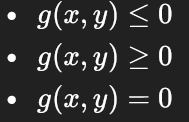 • g(x, y) ≤ 0
• g(x, y) ≥ 0
• g(x, y) = 0